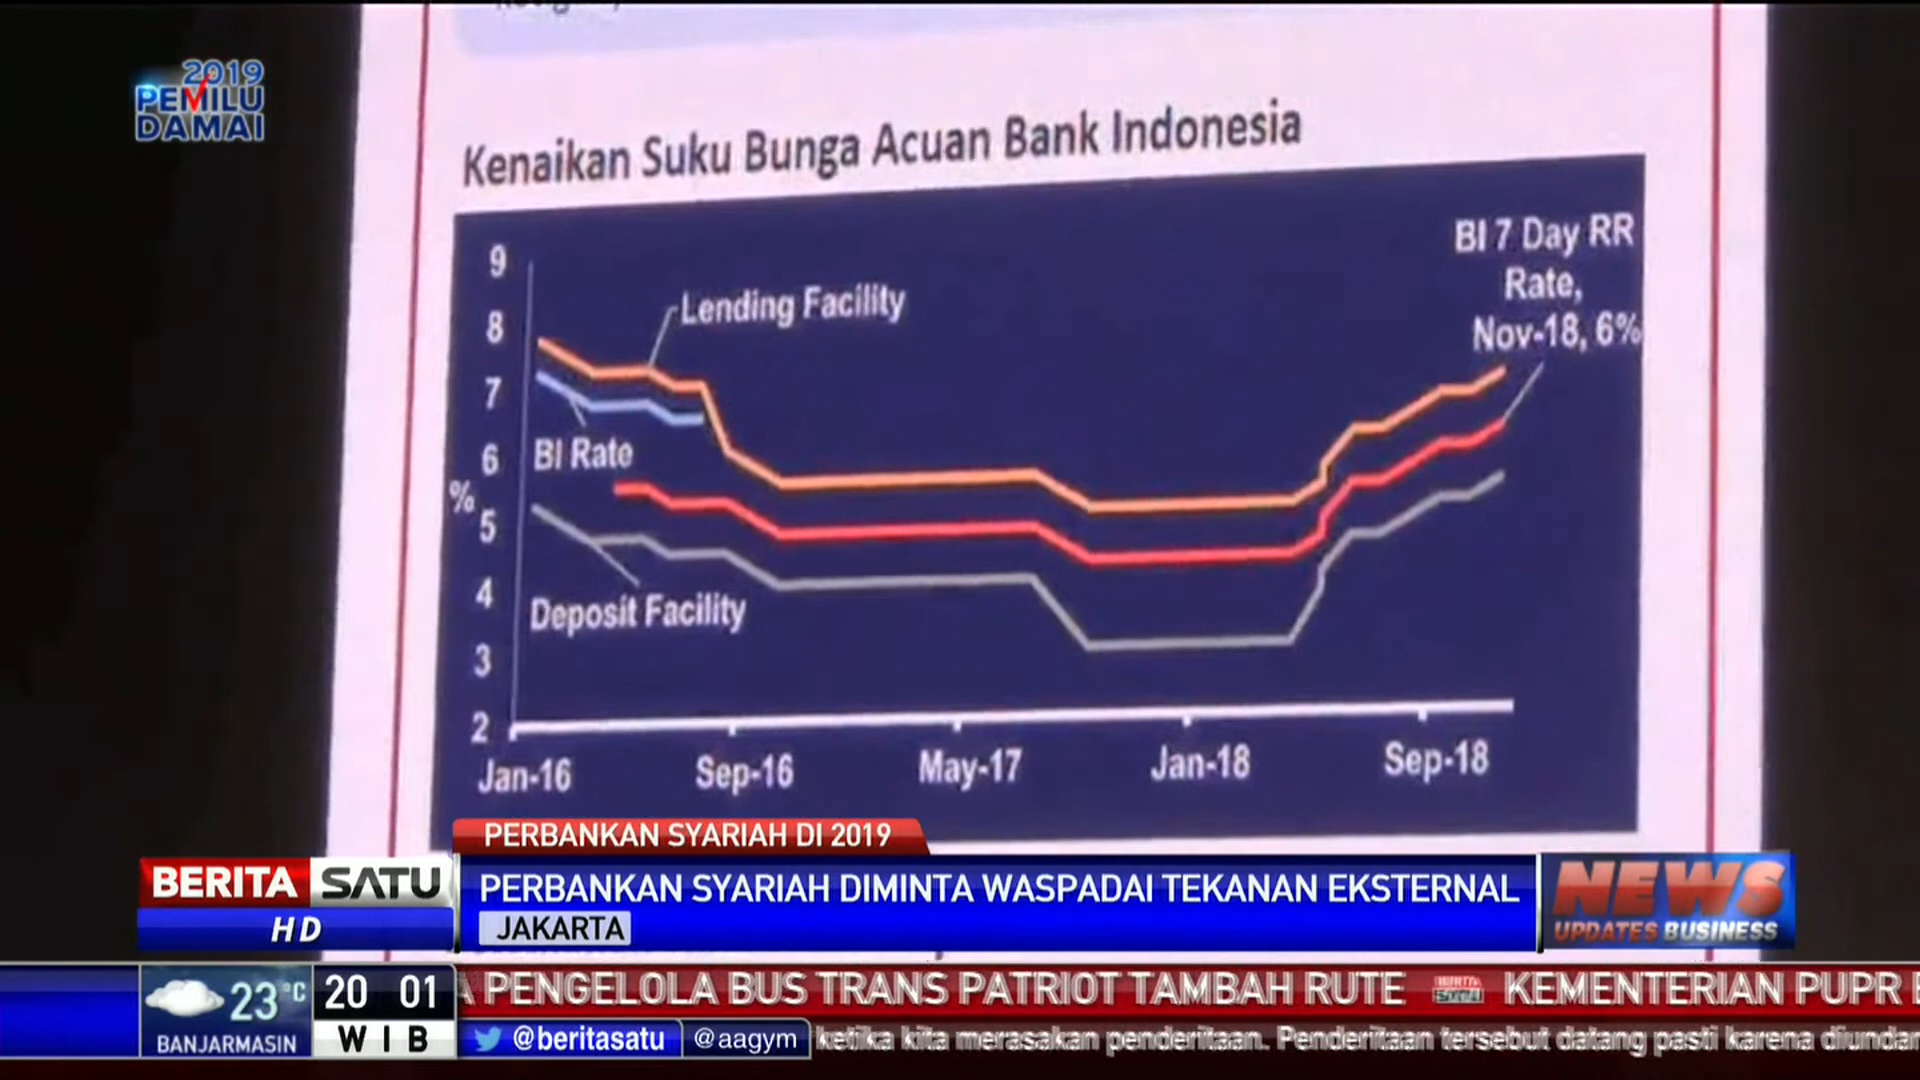 2019
PEMILU
DAMAI
Kenaikan Suku Bunga Acuan Bank Indonesia
BI 7 Day RR
Rate,
Nov-18, 6%
9
8
7
6
%
5
4
3
2
Lending Facility
BI Rate
Deposit Facility
Jan-16 Sep-16 May-17 Jan-18 Sep-18
PERBANKAN SYARIAH DI 2019
BERITA SATU
HD
PERBANKAN SYARIAH DIMINTA WASPADAI TEKANAN EKSTERNAL
JAKARTA
NEWS
UPDATES BUSINESS
23°C
BANJARMASIN
20 01
WIB
A PENGELOLA BUS TRANS PATRIOT TAMBAH RUTE BERITA SATU KEMENTERIAN PUPR
@beritasatu @aagym ketika kita merasakan penderitaan. Penderitaan tersebut datang pasti karena diundan